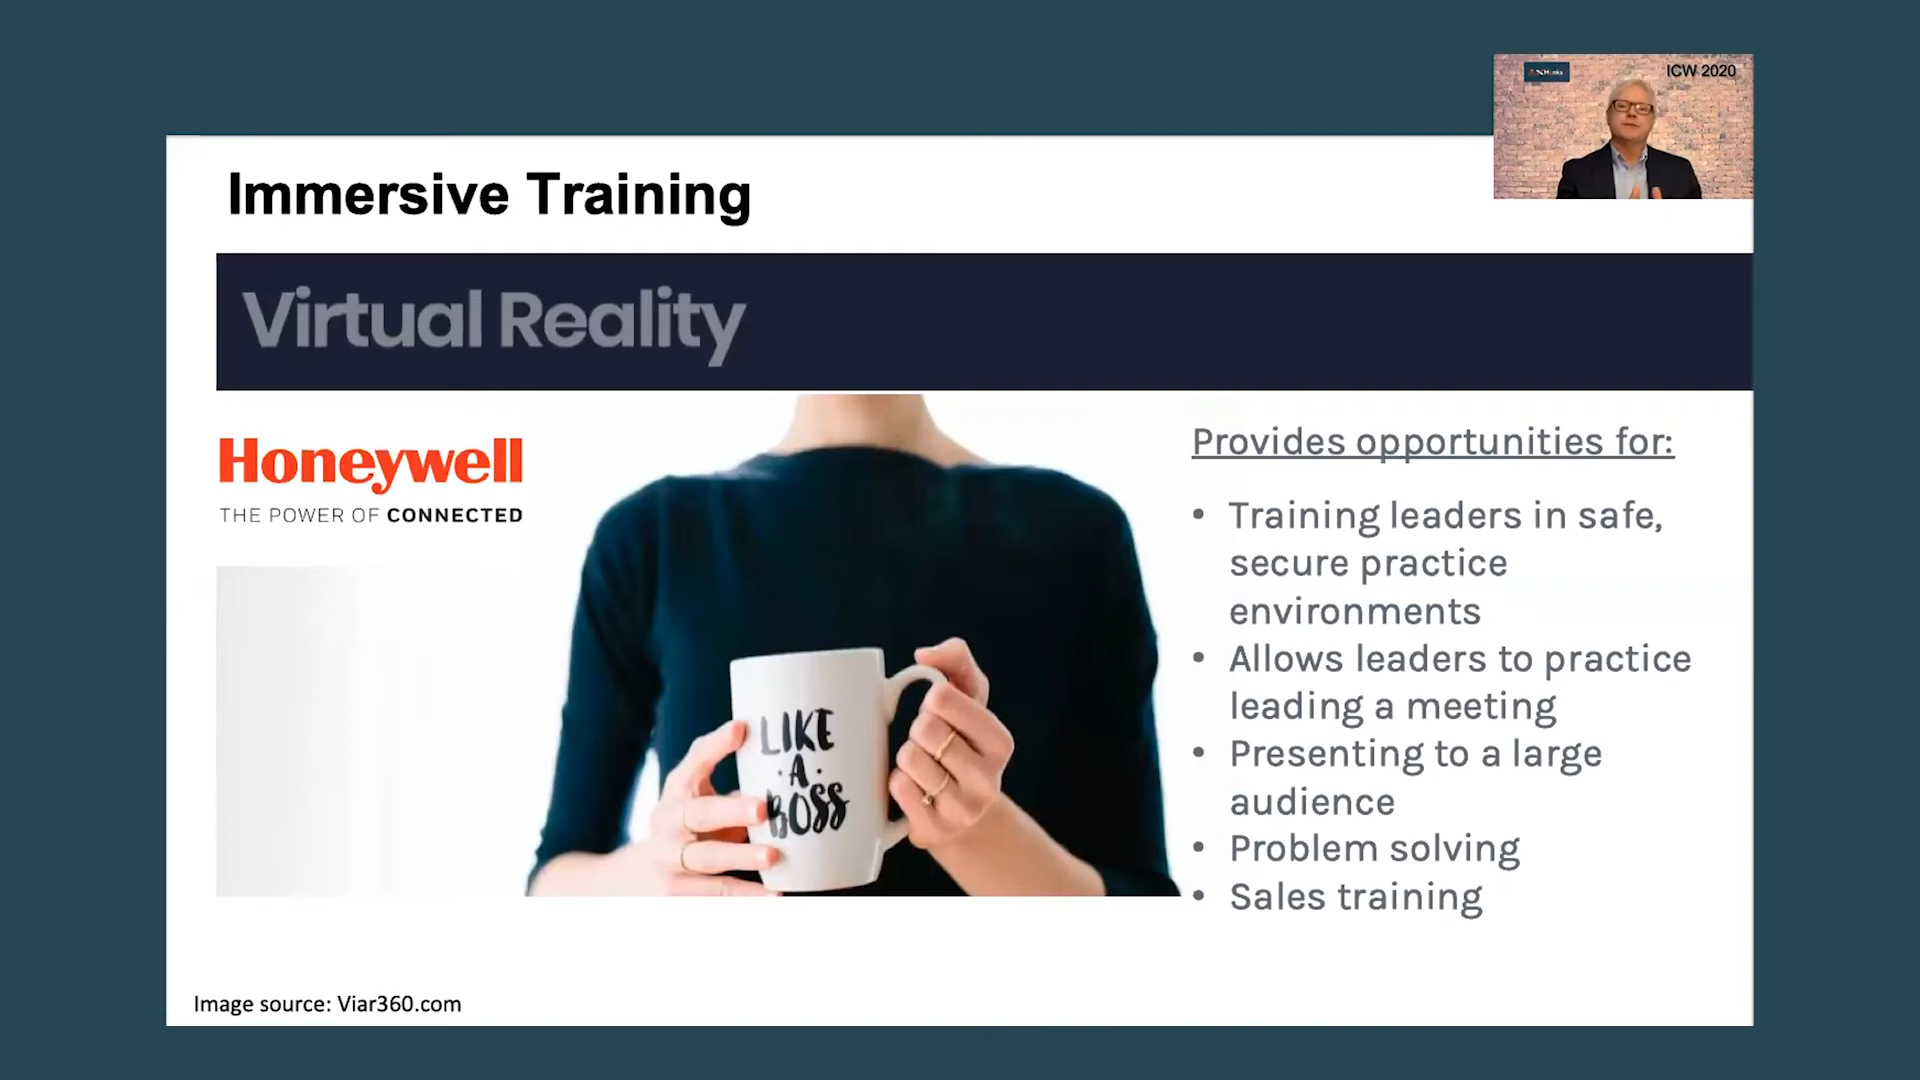 ICW 2020
Immersive Training
Virtual Reality
Honeywell
THE POWER OF CONNECTED
LIKE
·A·
BOSS
Provides opportunities for:
• Training leaders in safe,
secure practice
environments
• Allows leaders to practice
leading a meeting
• Presenting to a large
audience
• Problem solving
• Sales training
Image source: Viar360.com